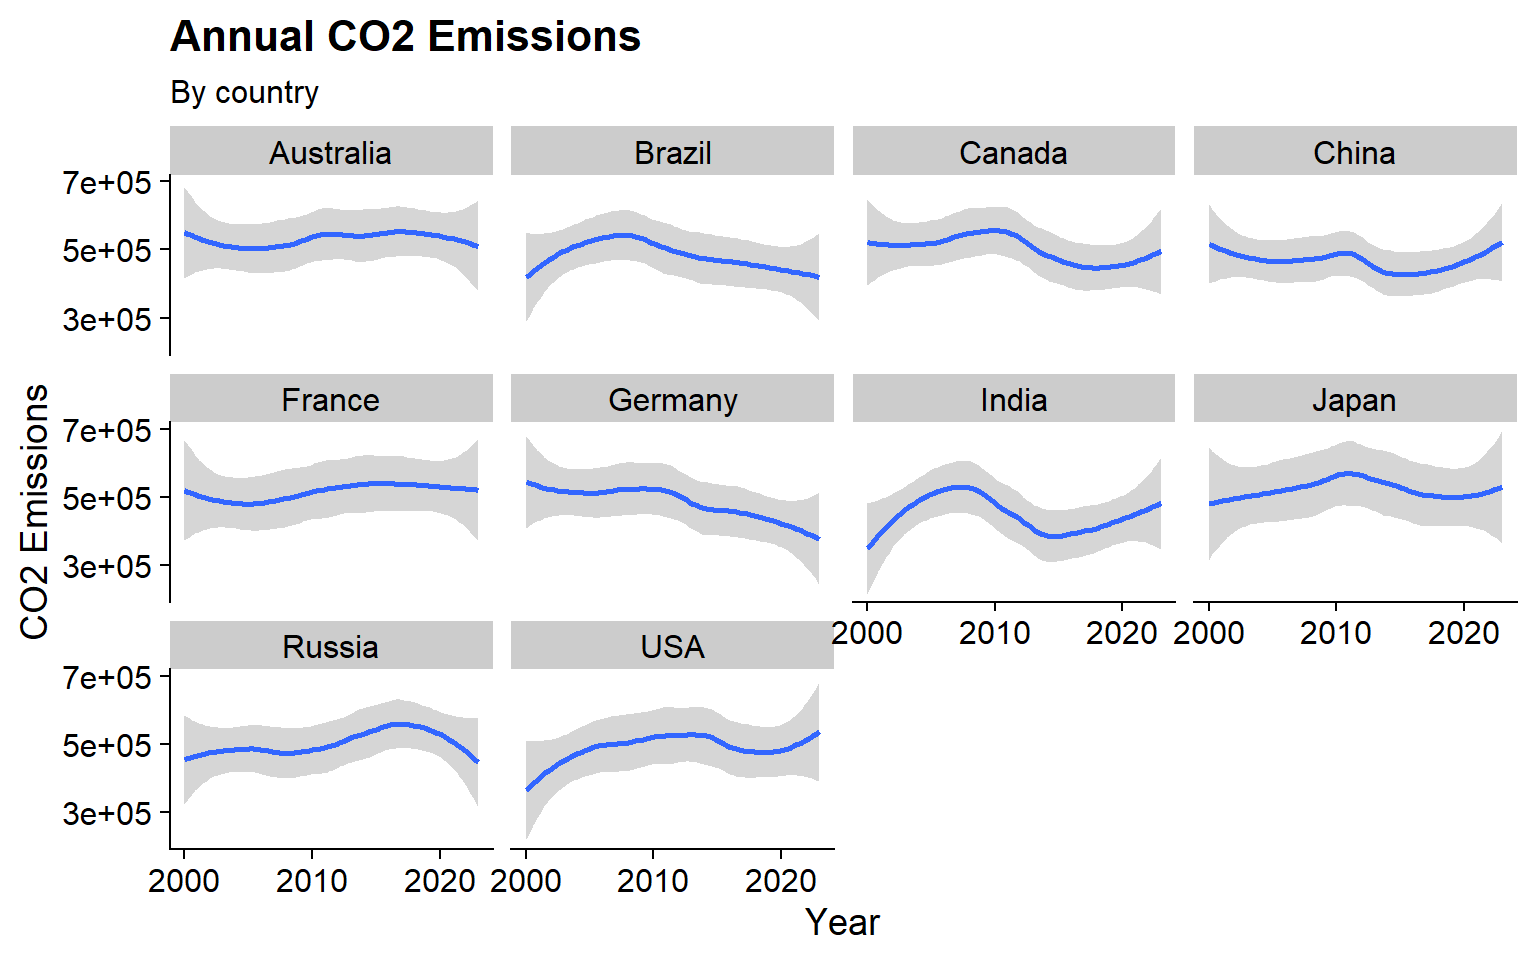 Annual CO2 Emissions
By country
Australia Brazil Canada China
7e+05
5e+05
3e+05
France Germany India Japan
7e+05
5e+05
3e+05
CO2 Emissions
2000 2010 2020 2000 2010 2020
Russia USA
7e+05
5e+05
3e+05
2000 2010 2020 2000 2010 2020
Year